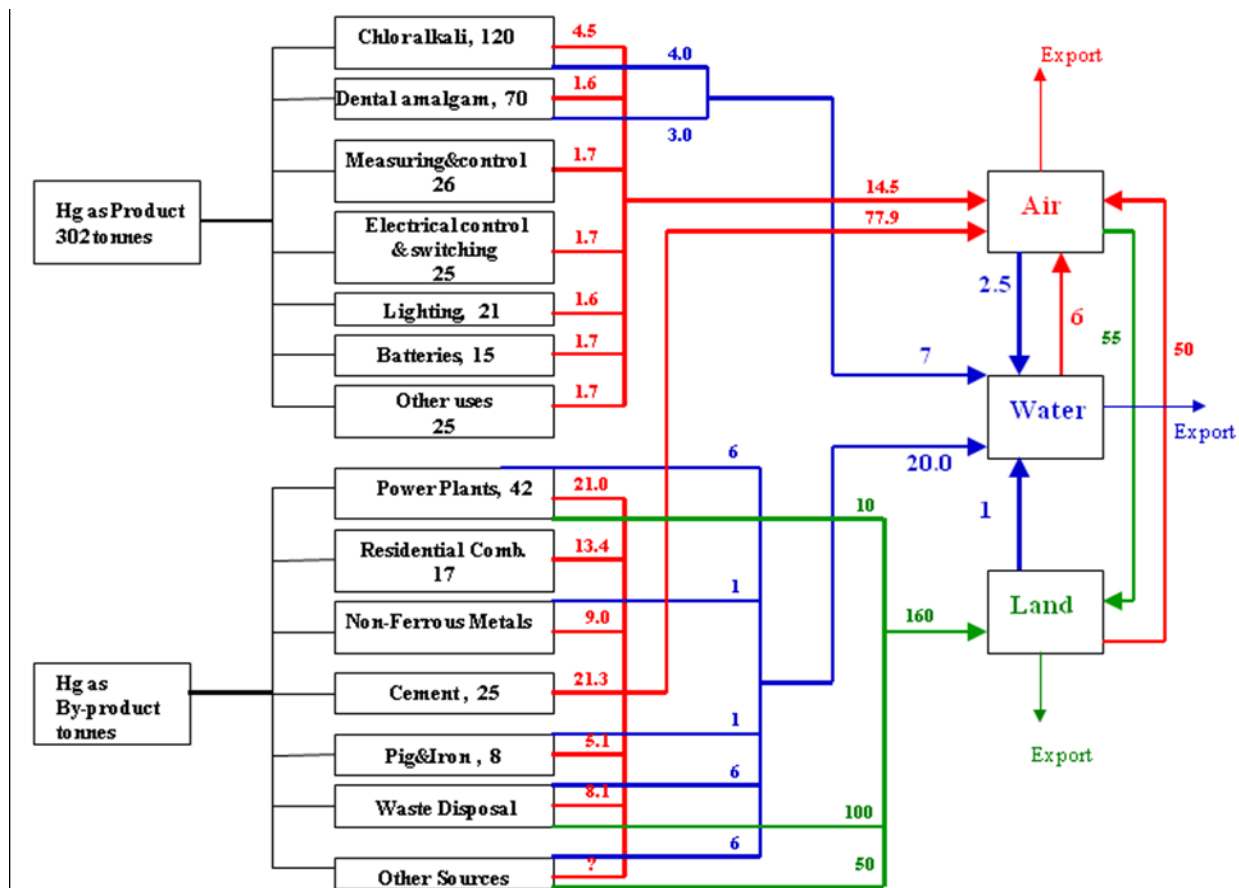 Chloralkali, 120
4.5
4.0
Export
Dental amalgam, 70
1.6
3.0
Measuring&control
26
1.7
Hg as Product
302 tonnes
14.5
Air
77.9
Electrical control
& switching
25
1.7
2.5
6
55
50
Lighting, 21
1.6
Batteries, 15
1.7
7
Other uses
25
1.7
Water
Export
6
20.0
Power Plants, 42
21.0
10
1
Residential Comb.
17
13.4
1
Non-Ferrous Metals
9.0
160
Land
Hg as
By-product
tonnes
Cement , 25
21.3
1
Pig&Iron , 8
5.1
Export
6
Waste Disposal
8.1
100
6
Other Sources
?
50